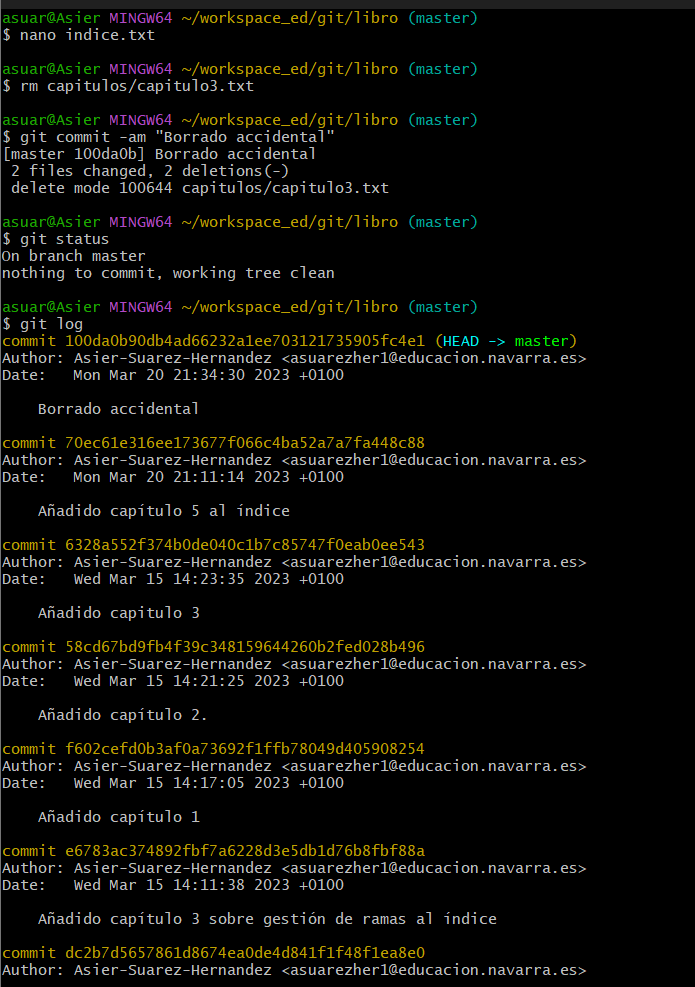 asuar@Asier MINGW64 ~/workspace_ed/git/libro (master)
$ nano indice.txt
asuar@Asier MINGW64 ~/workspace_ed/git/libro (master)
$ rm capitulos/capitulo3.txt
asuar@Asier MINGW64 ~/workspace_ed/git/libro (master)
$ git commit -am "Borrado accidental"
[master 100da0b] Borrado accidental
 2 files changed, 2 deletions(-)
 delete mode 100644 capitulos/capitulo3.txt
asuar@Asier MINGW64 ~/workspace_ed/git/libro (master)
$ git status
On branch master
nothing to commit, working tree clean
asuar@Asier MINGW64 ~/workspace_ed/git/libro (master)
$ git log
commit 100da0b90db4ad66232a1ee703121735905fc4e1 (HEAD -> master)
Author: Asier-Suarez-Hernandez <asuarezher1@educacion.navarra.es>
Date:   Mon Mar 20 21:34:30 2023 +0100
    Borrado accidental
commit 70ec61e316ee173677f066c4ba52a7a7fa448c88
Author: Asier-Suarez-Hernandez <asuarezher1@educacion.navarra.es>
Date:   Mon Mar 20 21:11:14 2023 +0100
    Añadido capítulo 5 al índice
commit 6328a552f374b0de040c1b7c85747f0eab0ee543
Author: Asier-Suarez-Hernandez <asuarezher1@educacion.navarra.es>
Date:   Wed Mar 15 14:23:35 2023 +0100
    Añadido capitulo 3
commit 58cd67bd9fb4f39c348159644260b2fed028b496
Author: Asier-Suarez-Hernandez <asuarezher1@educacion.navarra.es>
Date:   Wed Mar 15 14:21:25 2023 +0100
    Añadido capítulo 2.
commit f602cefd0b3af0a73692f1ffb78049d405908254
Author: Asier-Suarez-Hernandez <asuarezher1@educacion.navarra.es>
Date:   Wed Mar 15 14:17:05 2023 +0100
    Añadido capítulo 1
commit e6783ac374892fbf7a6228d3e5db1d76b8fbf88a
Author: Asier-Suarez-Hernandez <asuarezher1@educacion.navarra.es>
Date:   Wed Mar 15 14:11:38 2023 +0100
    Añadido capítulo 3 sobre gestión de ramas al índice
commit dc2b7d5657861d8674ea0de4d841f1f48f1ea8e0
Author: Asier-Suarez-Hernandez <asuarezher1@educacion.navarra.es>